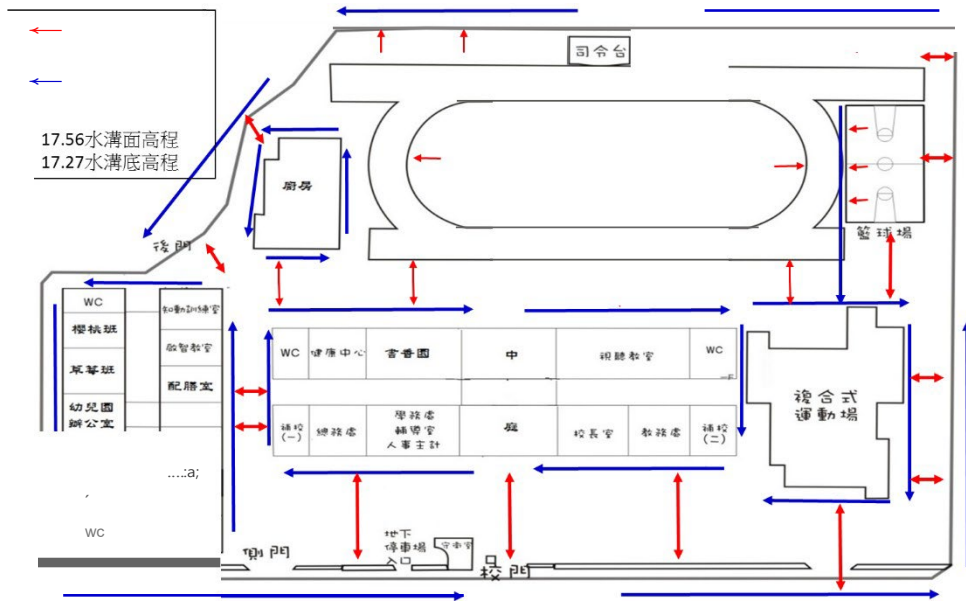 司令台
17.56水溝面高程
17.27水溝底高程
廚房
籃球場
後門
WC
知動訓練室
櫻桃班
啟智教室
草莓班
配膳室
幼兒園
辦公室
WC
健康中心
書香園
中
視聽教室
WC
複合式
運動場
補校
(一)
總務處
學務處
輔導室
人事主計
庭
校長室
教務處
補校
(二)
....:a;
WC
地下
停車場
入口
側門
守衛室
校門